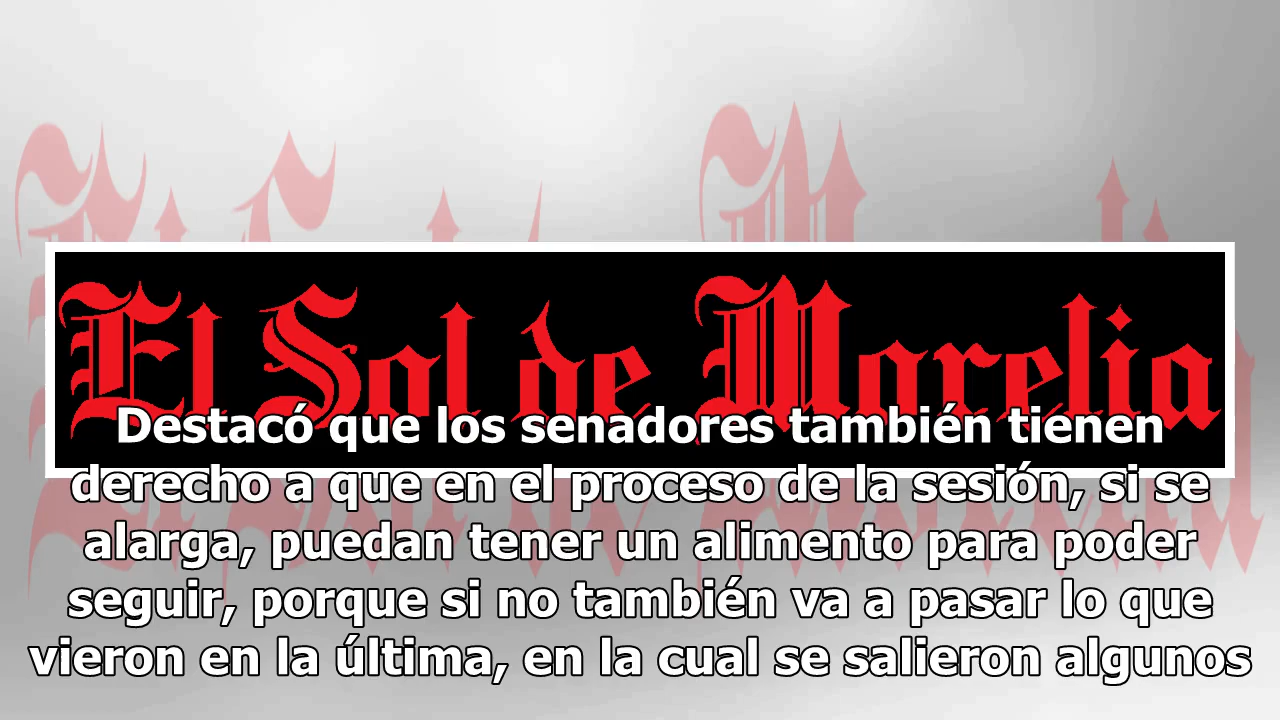 El Sol de Morelia
Destacó que los senadores también tienen
derecho a que en el proceso de la sesión, si se
alarga, puedan tener un alimento para poder
seguir, porque si no también va a pasar lo que
vieron en la última, en la cual se salieron algunos